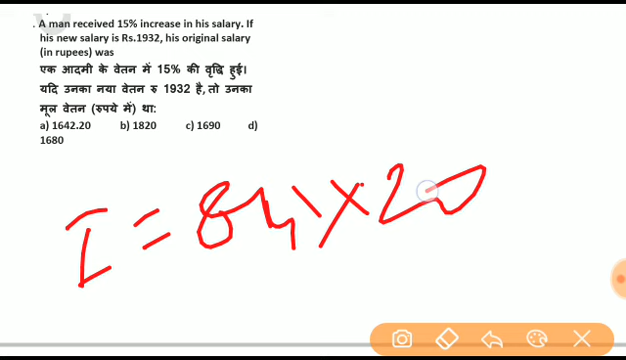 . A man received 15% increase in his salary. If
his new salary is Rs.1932, his original salary
(in rupees) was
एक आदमी के वेतन में 15% की वृद्धि हुई।
यदि उनका नया वेतन रु 1932 है, तो उनका
मूल वेतन (रुपये में) था:
a) 1642.20 b) 1820 c) 1690 d)
1680
I = 84 × 20